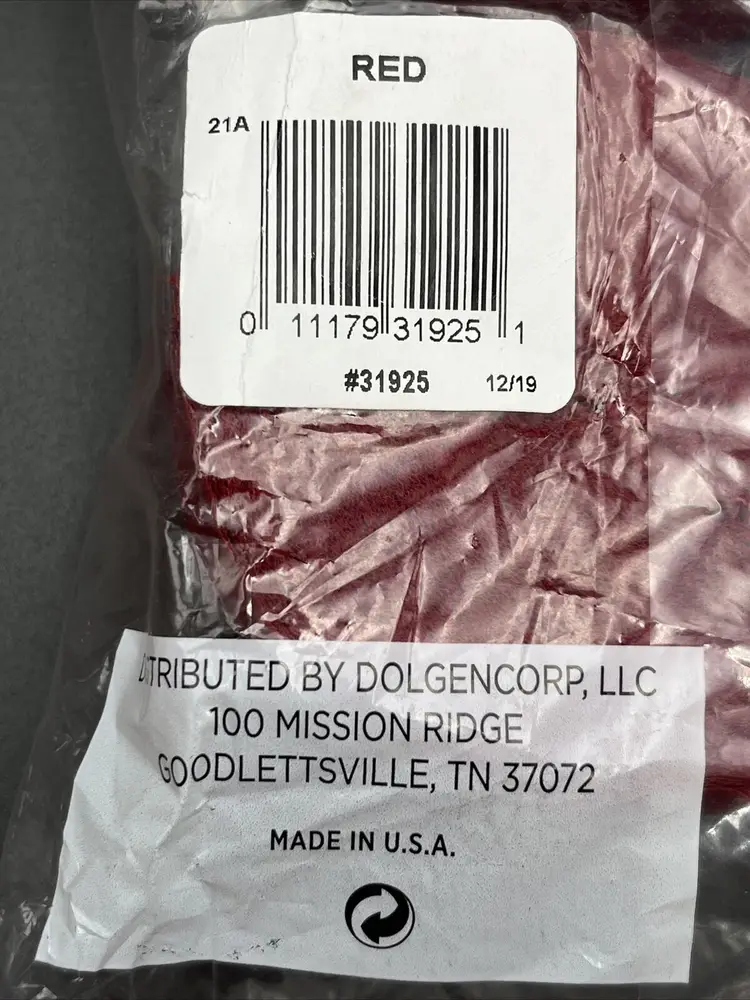 RED
21A
0 11179 31925 1
#31925 12/19
DISTRIBUTED BY DOLGENCORP, LLC
100 MISSION RIDGE
GOODLETTSVILLE, TN 37072
MADE IN U.S.A.